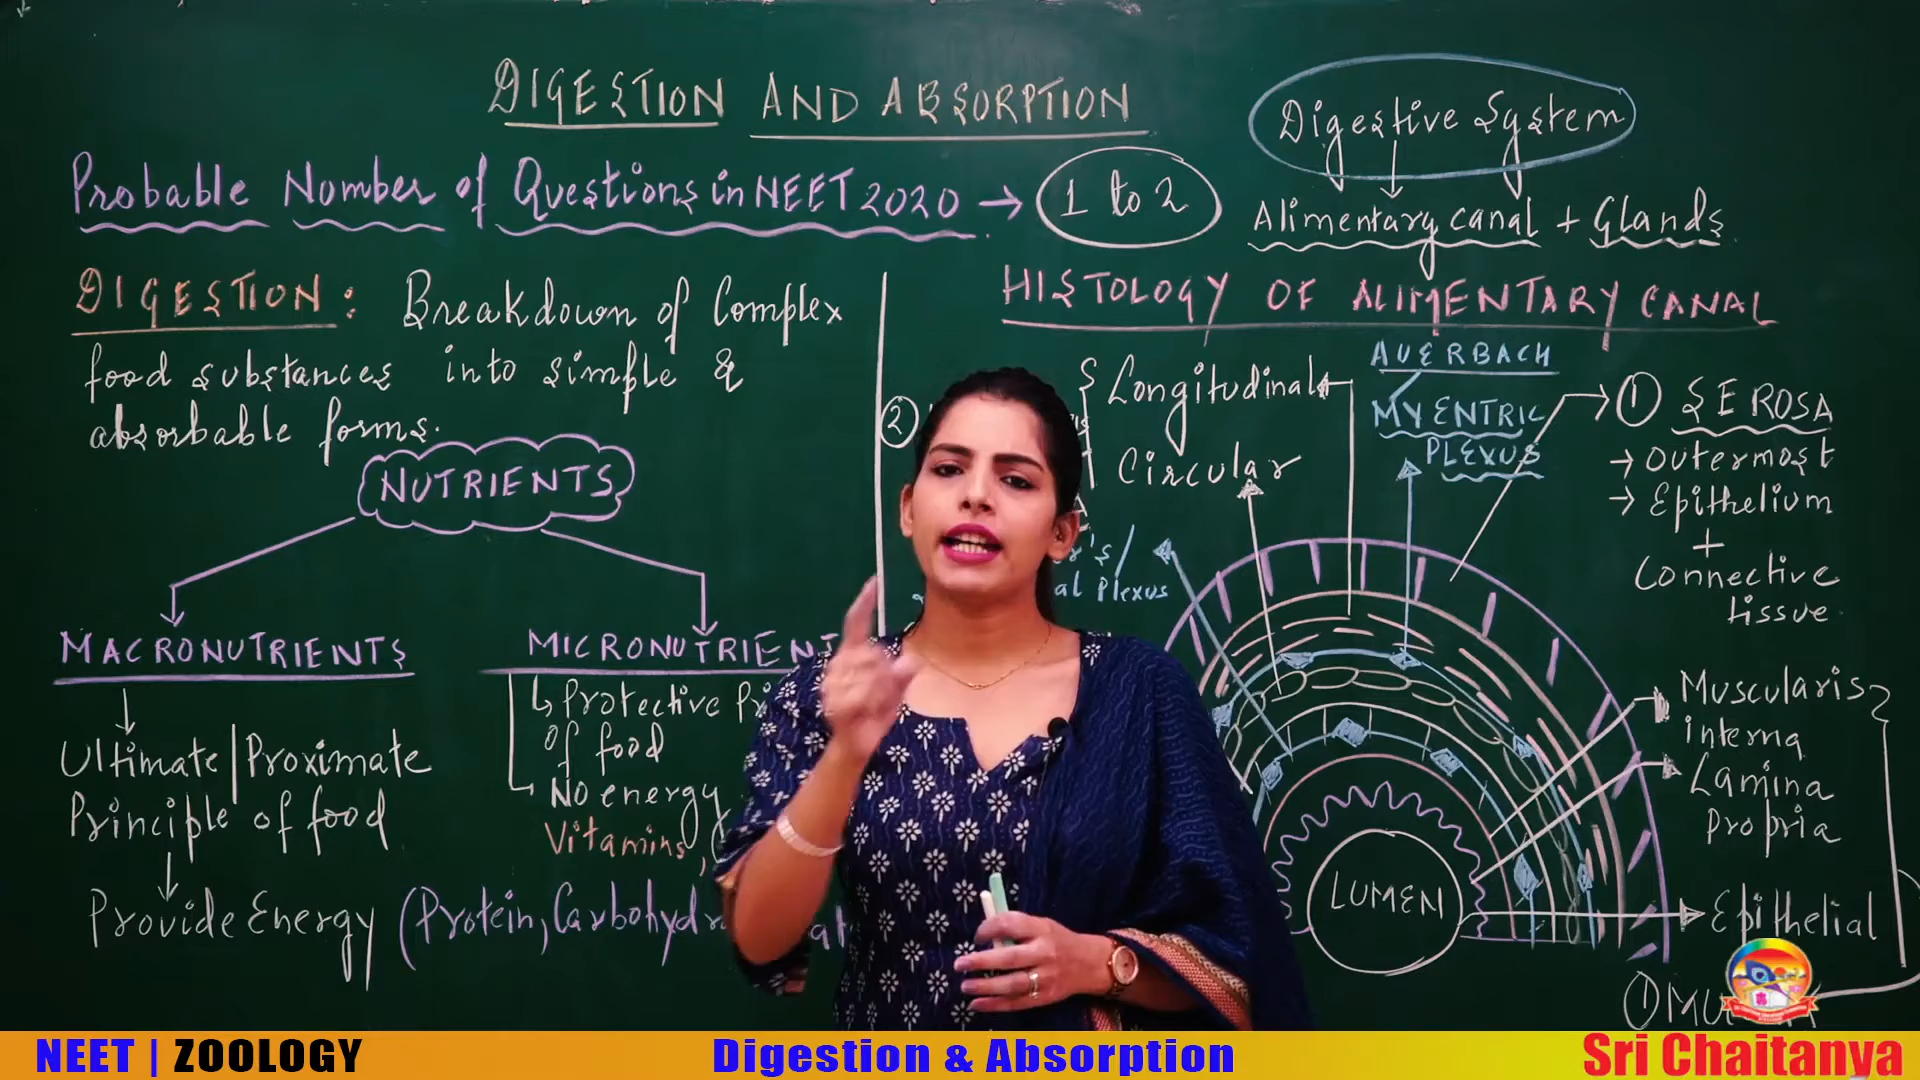 DIGESTION AND ABSORPTION
Probable Number of Questions in NEET 2020 → 1 to 2
DIGESTION: Breakdown of Complex
food substances into simple &
absorbable forms.
NUTRIENTS
MACRONUTRIENTS
Ultimate/Proximate
Principle of food
Provide Energy (Protein,
MICRONUTRIEN
Protective
of food
No energy
Vitamins,
Digestive System
Alimentary canal + Glands
HISTOLOGY OF ALIMENTARY CANAL
2
Longitudinal
Circular
al Plexus
AUERBACH
MYENTRIC
PLEXUS
① SEROSA
→ Outermost
→ Epithelium
+
Connective
tissue
Muscularis
interna
Lamina
Propria
Epithelial
LUMEN
NEET | ZOOLOGY
Digestion & Absorption
Sri Chaitanya